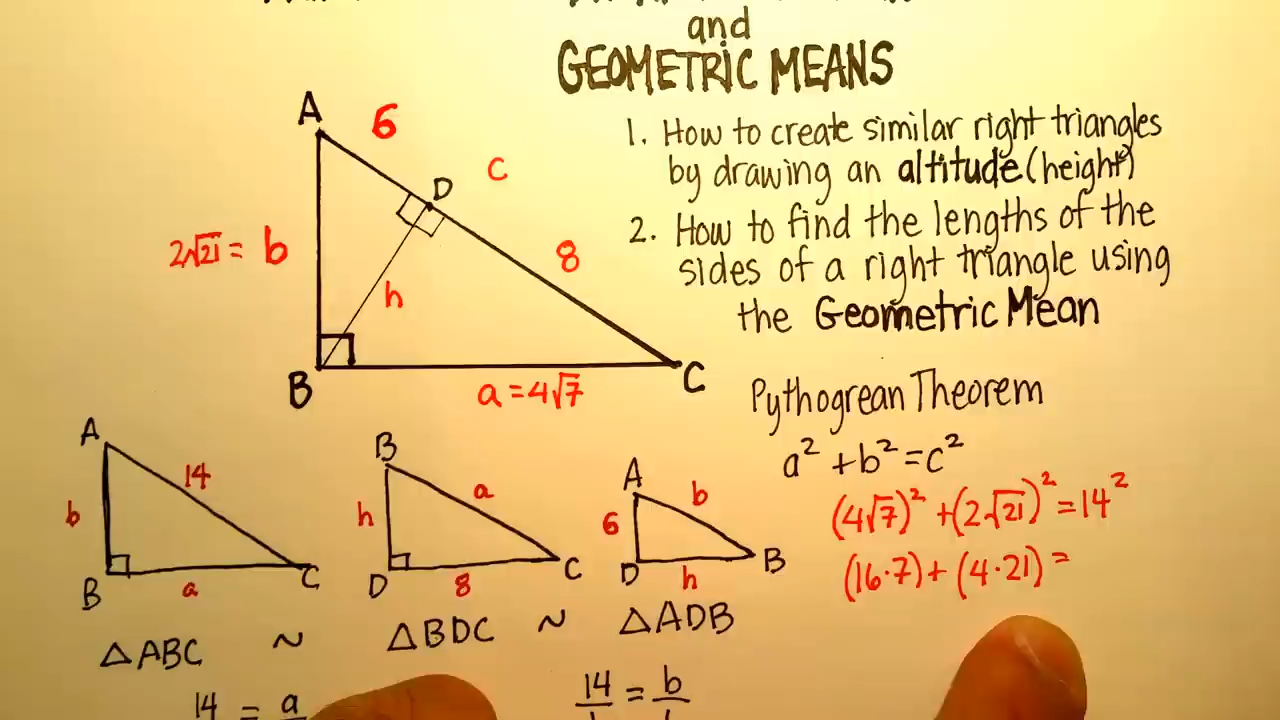 and
GEOMETRIC MEANS
1. How to create similar right triangles
by drawing an altitude (height)
2. How to find the lengths of the
sides of a right triangle using
the Geometric Mean
A
6
C
D
2√21 = b
8
h
B
a = 4√7
C
Pythogrean Theorem
a² + b² = c²
(4√7)² + (2√21)² = 14²
(16·7) + (4·21) =
A
14
b
B
a
C
B
a
h
D
8
C
A
b
6
D
h
B
△ABC ~ △BDC ~ △ADB
14 = a
14 = b